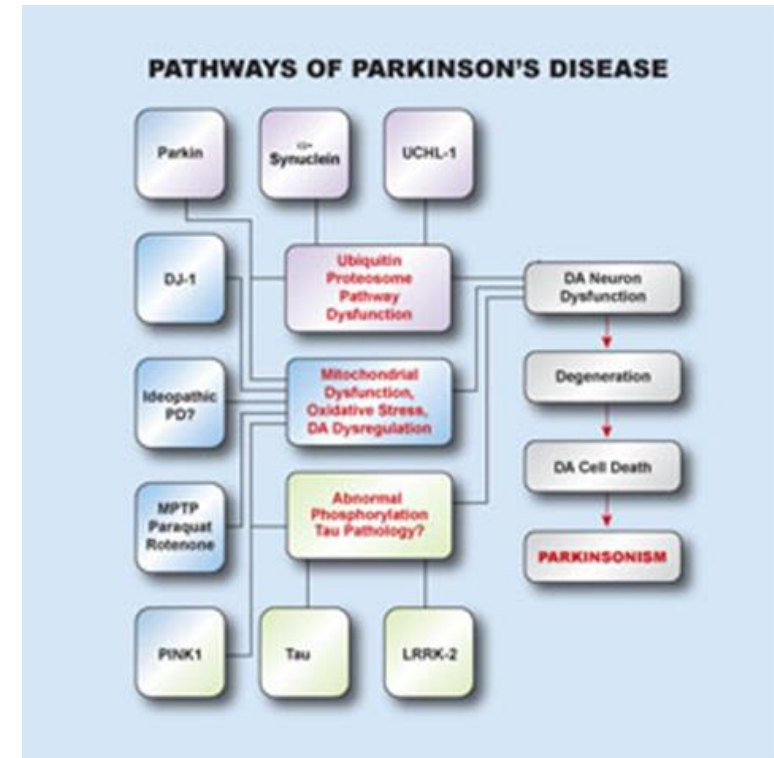 PATHWAYS OF PARKINSON'S DISEASE
Parkin
Synuclein
UCHL-1
DJ-1
Ubiquitin
Proteosome
Pathway
Dysfunction
DA Neuron
Dysfunction
Ideopathic
PD?
Mitochondrial
Dysfunction,
Oxidative Stress,
DA Dysregulation
Degeneration
MPTP
Paraquat
Rotenone
Abnormal
Phosphorylation
Tau Pathology?
DA Cell Death
PARKINSONISM
PINK1
Tau
LRRK-2